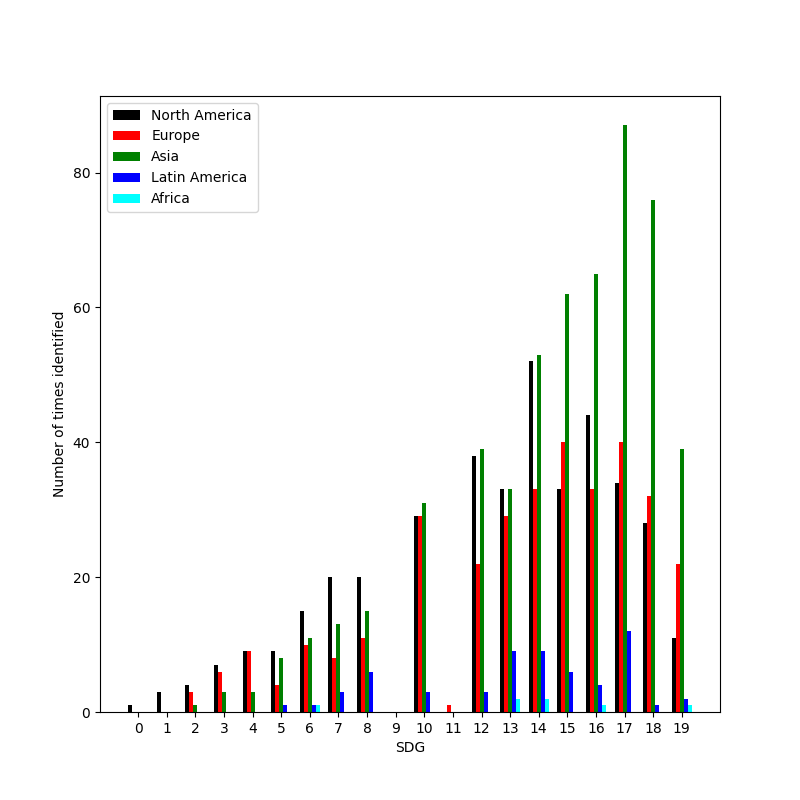 North America
Europe
Asia
Latin America
Africa
80
60
40
20
0
Number of times identified
0 1 2 3 4 5 6 7 8 9 10 11 12 13 14 15 16 17 18 19
SDG